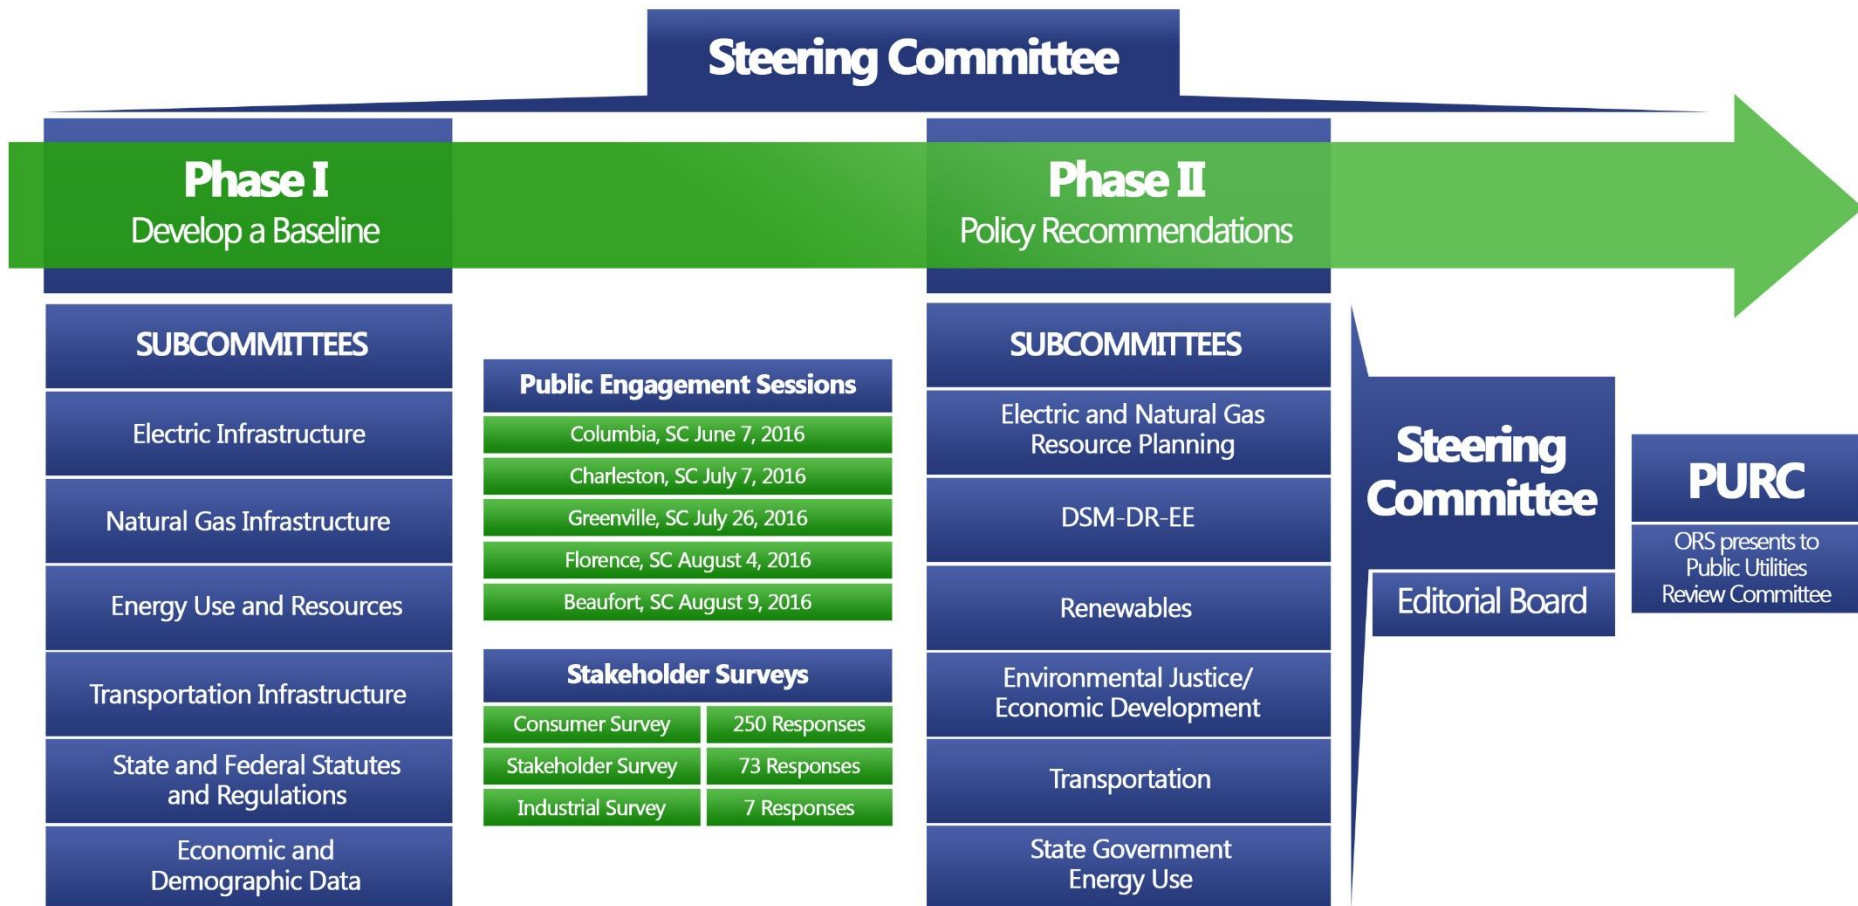 Steering Committee
Phase I
Develop a Baseline
SUBCOMMITTEES
Electric Infrastructure
Natural Gas Infrastructure
Energy Use and Resources
Transportation Infrastructure
State and Federal Statutes
and Regulations
Economic and
Demographic Data
Public Engagement Sessions
Columbia, SC June 7, 2016
Charleston, SC July 7, 2016
Greenville, SC July 26, 2016
Florence, SC August 4, 2016
Beaufort, SC August 9, 2016
Stakeholder Surveys
Consumer Survey 250 Responses
Stakeholder Survey 73 Responses
Industrial Survey 7 Responses
Phase II
Policy Recommendations
SUBCOMMITTEES
Electric and Natural Gas
Resource Planning
DSM-DR-EE
Renewables
Environmental Justice/
Economic Development
Transportation
State Government
Energy Use
Steering
Committee
Editorial Board
PURC
ORS presents to
Public Utilities
Review Committee